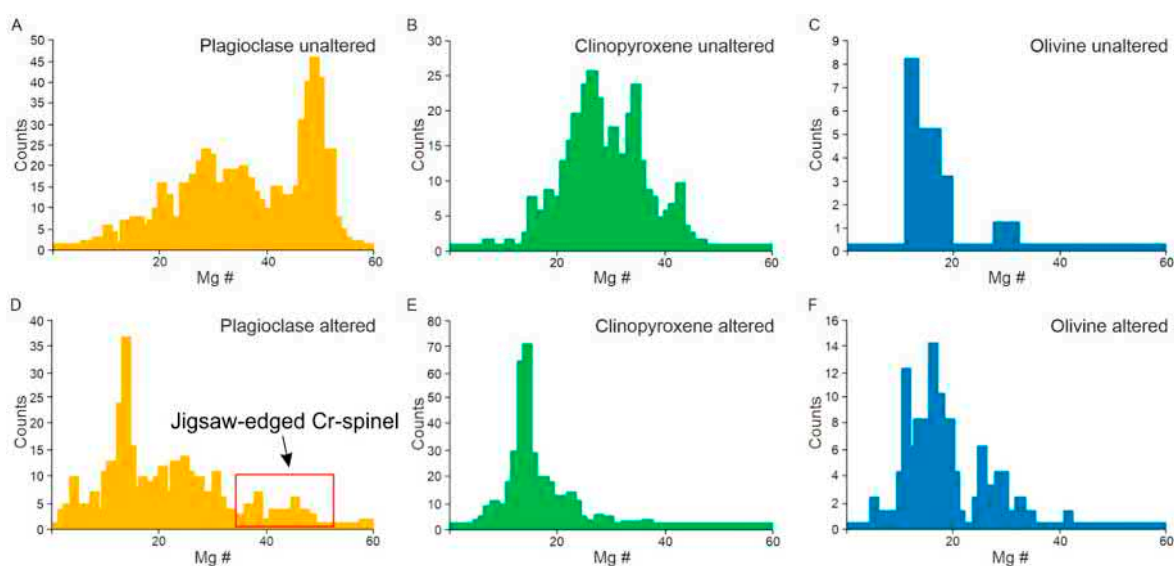 A
Plagioclase unaltered
50
45
40
35
30
25
20
15
10
5
0
Counts
20
40
60
Mg #
B
Clinopyroxene unaltered
30
25
20
15
10
5
0
Counts
20
40
60
Mg #
C
Olivine unaltered
9
8
7
6
5
4
3
2
1
0
Counts
20
40
60
Mg #
D
Plagioclase altered
40
35
30
25
20
15
10
5
0
Counts
Jigsaw-edged Cr-spinel
20
40
60
Mg #
E
Clinopyroxene altered
80
70
60
50
40
30
20
10
0
Counts
20
40
60
Mg #
F
Olivine altered
16
14
12
10
8
6
4
2
0
Counts
20
40
60
Mg #